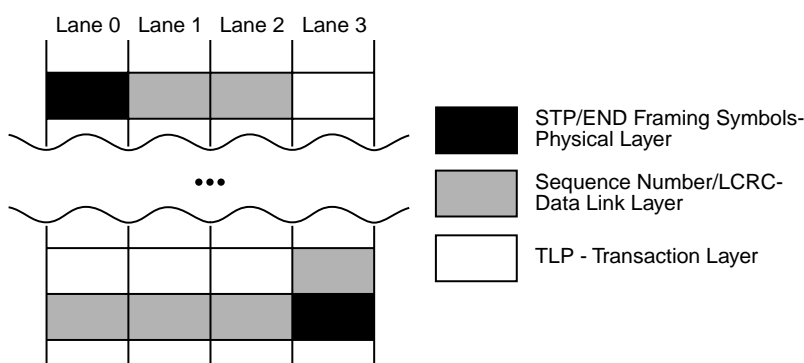 Lane 0 Lane 1 Lane 2 Lane 3
STP/END Framing Symbols-
Physical Layer
Sequence Number/LCRC-
Data Link Layer
TLP - Transaction Layer